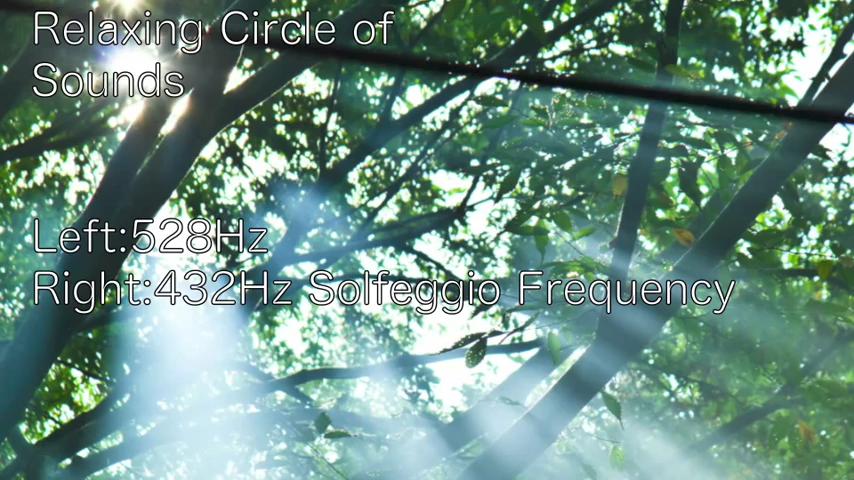 Relaxing Circle of
Sounds
Left:528Hz
Right:432Hz Solfeggio Frequency